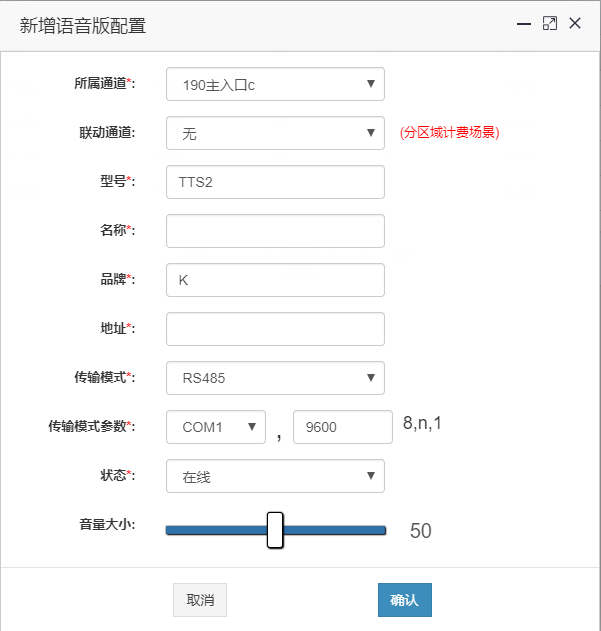 新增语音版配置
所属通道*: 190主入口c
联动通道: 无 (分区域计费场景)
型号*: TTS2
名称*:
品牌*: K
地址*:
传输模式*: RS485
传输模式参数*: COM1 , 9600 8,n,1
状态*: 在线
音量大小: 50
取消 确认